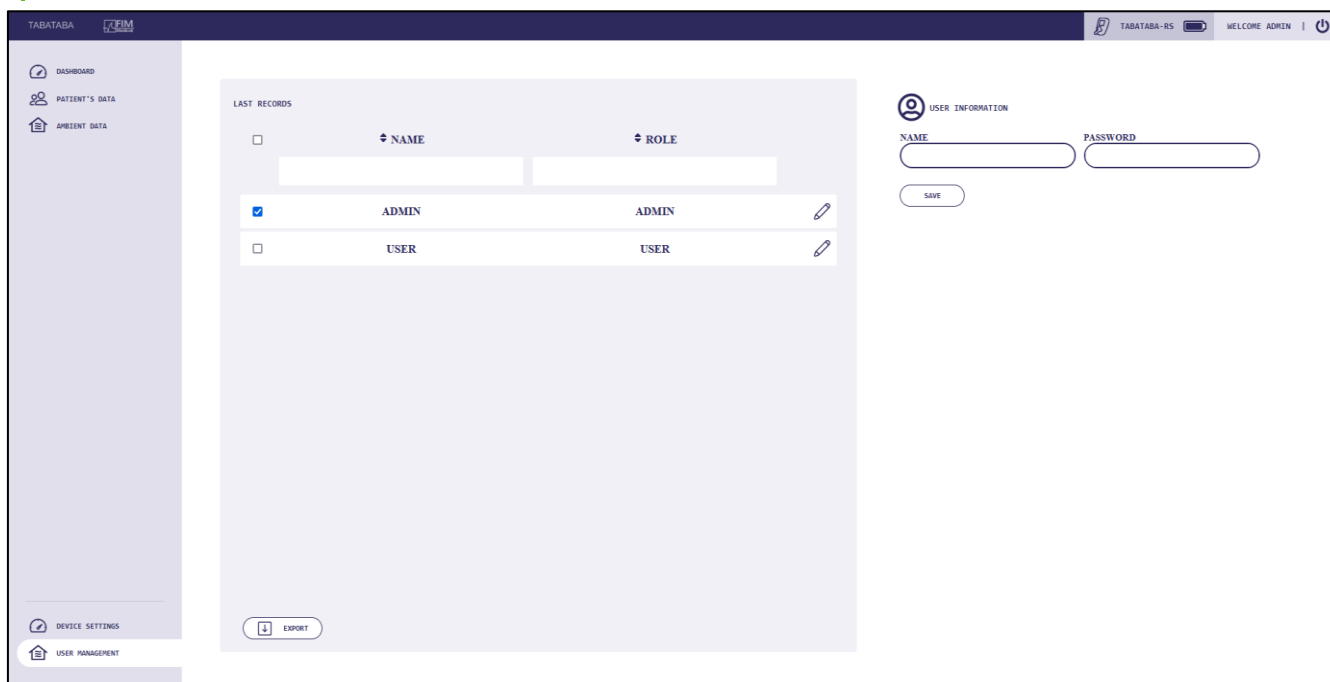 TABATABA FIM
TABATABA-RS WELCOME ADMIN |
DASHBOARD
PATIENT'S DATA
AMBIENT DATA
LAST RECORDS
NAME ROLE
ADMIN ADMIN
USER USER
EXPORT
USER INFORMATION
NAME PASSWORD
SAVE
DEVICE SETTINGS
USER MANAGEMENT